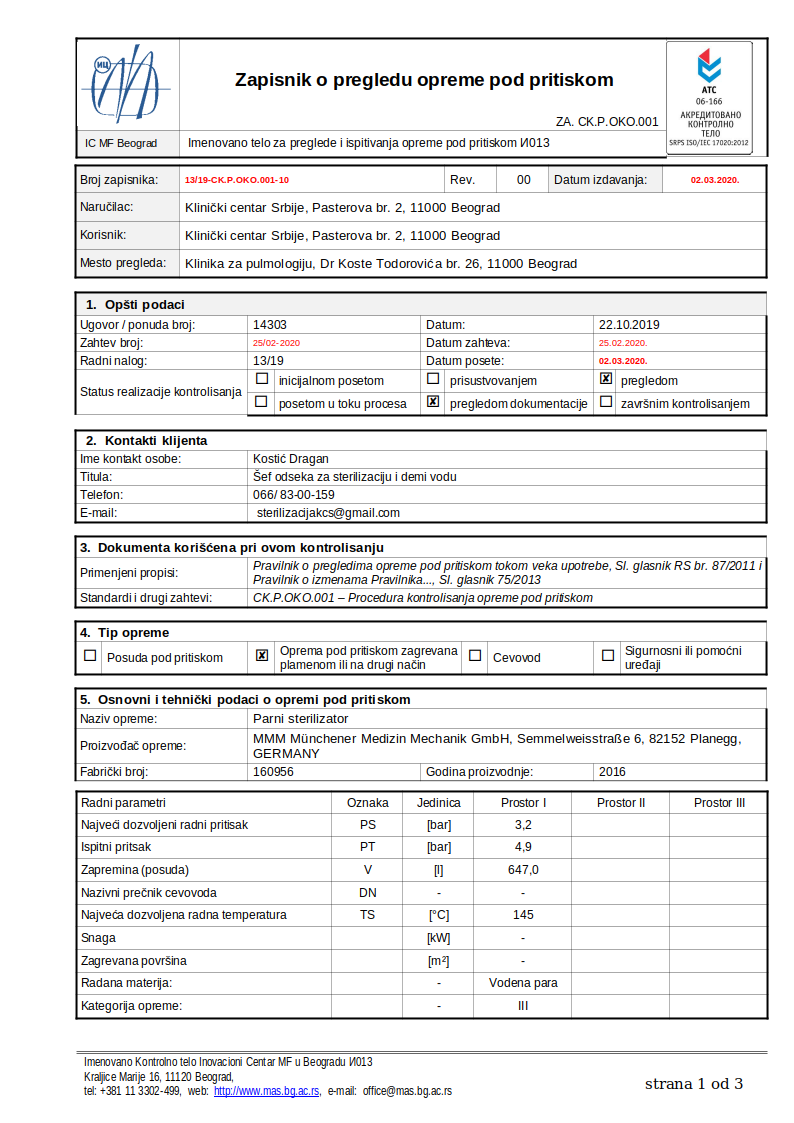 ИЦ
Zapisnik o pregledu opreme pod pritiskom
ZA. CK.P.OKO.001
АТС
06-166
АКРЕДИТОВАНО
КОНТРОЛНО
ТЕЛО
SRPS ISO/IEC 17020:2012
IC MF Beograd
Imenovano telo za preglede i ispitivanja opreme pod pritiskom И013
Broj zapisnika: 13/19-CK.P.OKO.001-10 Rev. 00 Datum izdavanja: 02.03.2020.
Naručilac: Klinički centar Srbije, Pasterova br. 2, 11000 Beograd
Korisnik: Klinički centar Srbije, Pasterova br. 2, 11000 Beograd
Mesto pregleda: Klinika za pulmologiju, Dr Koste Todorovića br. 26, 11000 Beograd
1. Opšti podaci
Ugovor / ponuda broj: 14303 Datum: 22.10.2019
Zahtev broj: 25/02-2020 Datum zahteva: 25.02.2020.
Radni nalog: 13/19 Datum posete: 02.03.2020.
Status realizacije kontrolisanja
☐ inicijalnom posetom ☐ prisustvovanjem ☒ pregledom
☐ posetom u toku procesa ☒ pregledom dokumentacije ☐ završnim kontrolisanjem
2. Kontakti klijenta
Ime kontakt osobe: Kostić Dragan
Titula: Šef odseka za sterilizaciju i demi vodu
Telefon: 066/ 83-00-159
E-mail: sterilizacijakcs@gmail.com
3. Dokumenta korišćena pri ovom kontrolisanju
Primenjeni propisi: Pravilnik o pregledima opreme pod pritiskom tokom veka upotrebe, Sl. glasnik RS br. 87/2011 i
Pravilnik o izmenama Pravilnika..., Sl. glasnik 75/2013
Standardi i drugi zahtevi: CK.P.OKO.001 – Procedura kontrolisanja opreme pod pritiskom
4. Tip opreme
☐ Posuda pod pritiskom ☒ Oprema pod pritiskom zagrevana
plamenom ili na drugi način ☐ Cevovod ☐ Sigurnosni ili pomoćni
uređaji
5. Osnovni i tehnički podaci o opremi pod pritiskom
Naziv opreme: Parni sterilizator
Proizvođač opreme: MMM Münchener Medizin Mechanik GmbH, Semmelweisstraße 6, 82152 Planegg,
GERMANY
Fabrički broj: 160956 Godina proizvodnje: 2016
Radni parametri Oznaka Jedinica Prostor I Prostor II Prostor III
Najveći dozvoljeni radni pritisak PS [bar] 3,2
Ispitni pritsak PT [bar] 4,9
Zapremina (posuda) V [l] 647,0
Nazivni prečnik cevovoda DN - -
Najveća dozvoljena radna temperatura TS [°C] 145
Snaga [kW] -
Zagrevana površina [m²] -
Radana materija: - Vodena para
Kategorija opreme: - III
Imenovano Kontrolno telo Inovacioni Centar MF u Beogradu И013
Kraljice Marije 16, 11120 Beograd,
tel: +381 11 3302-499, web: http://www.mas.bg.ac.rs, e-mail: office@mas.bg.ac.rs
strana 1 od 3